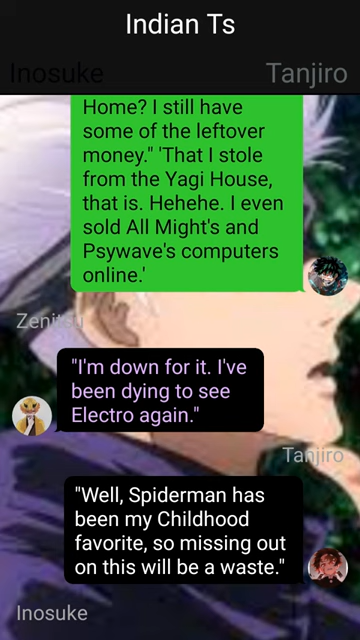 Indian Ts
Inosuke
Tanjiro
Home? I still have
some of the leftover
money." 'That I stole
from the Yagi House,
that is. Hehehe. I even
sold All Might's and
Psywave's computers
online.'
Zenitsu
"I'm down for it. I've
been dying to see
Electro again."
Tanjiro
"Well, Spiderman has
been my Childhood
favorite, so missing out
on this will be a waste."
Inosuke